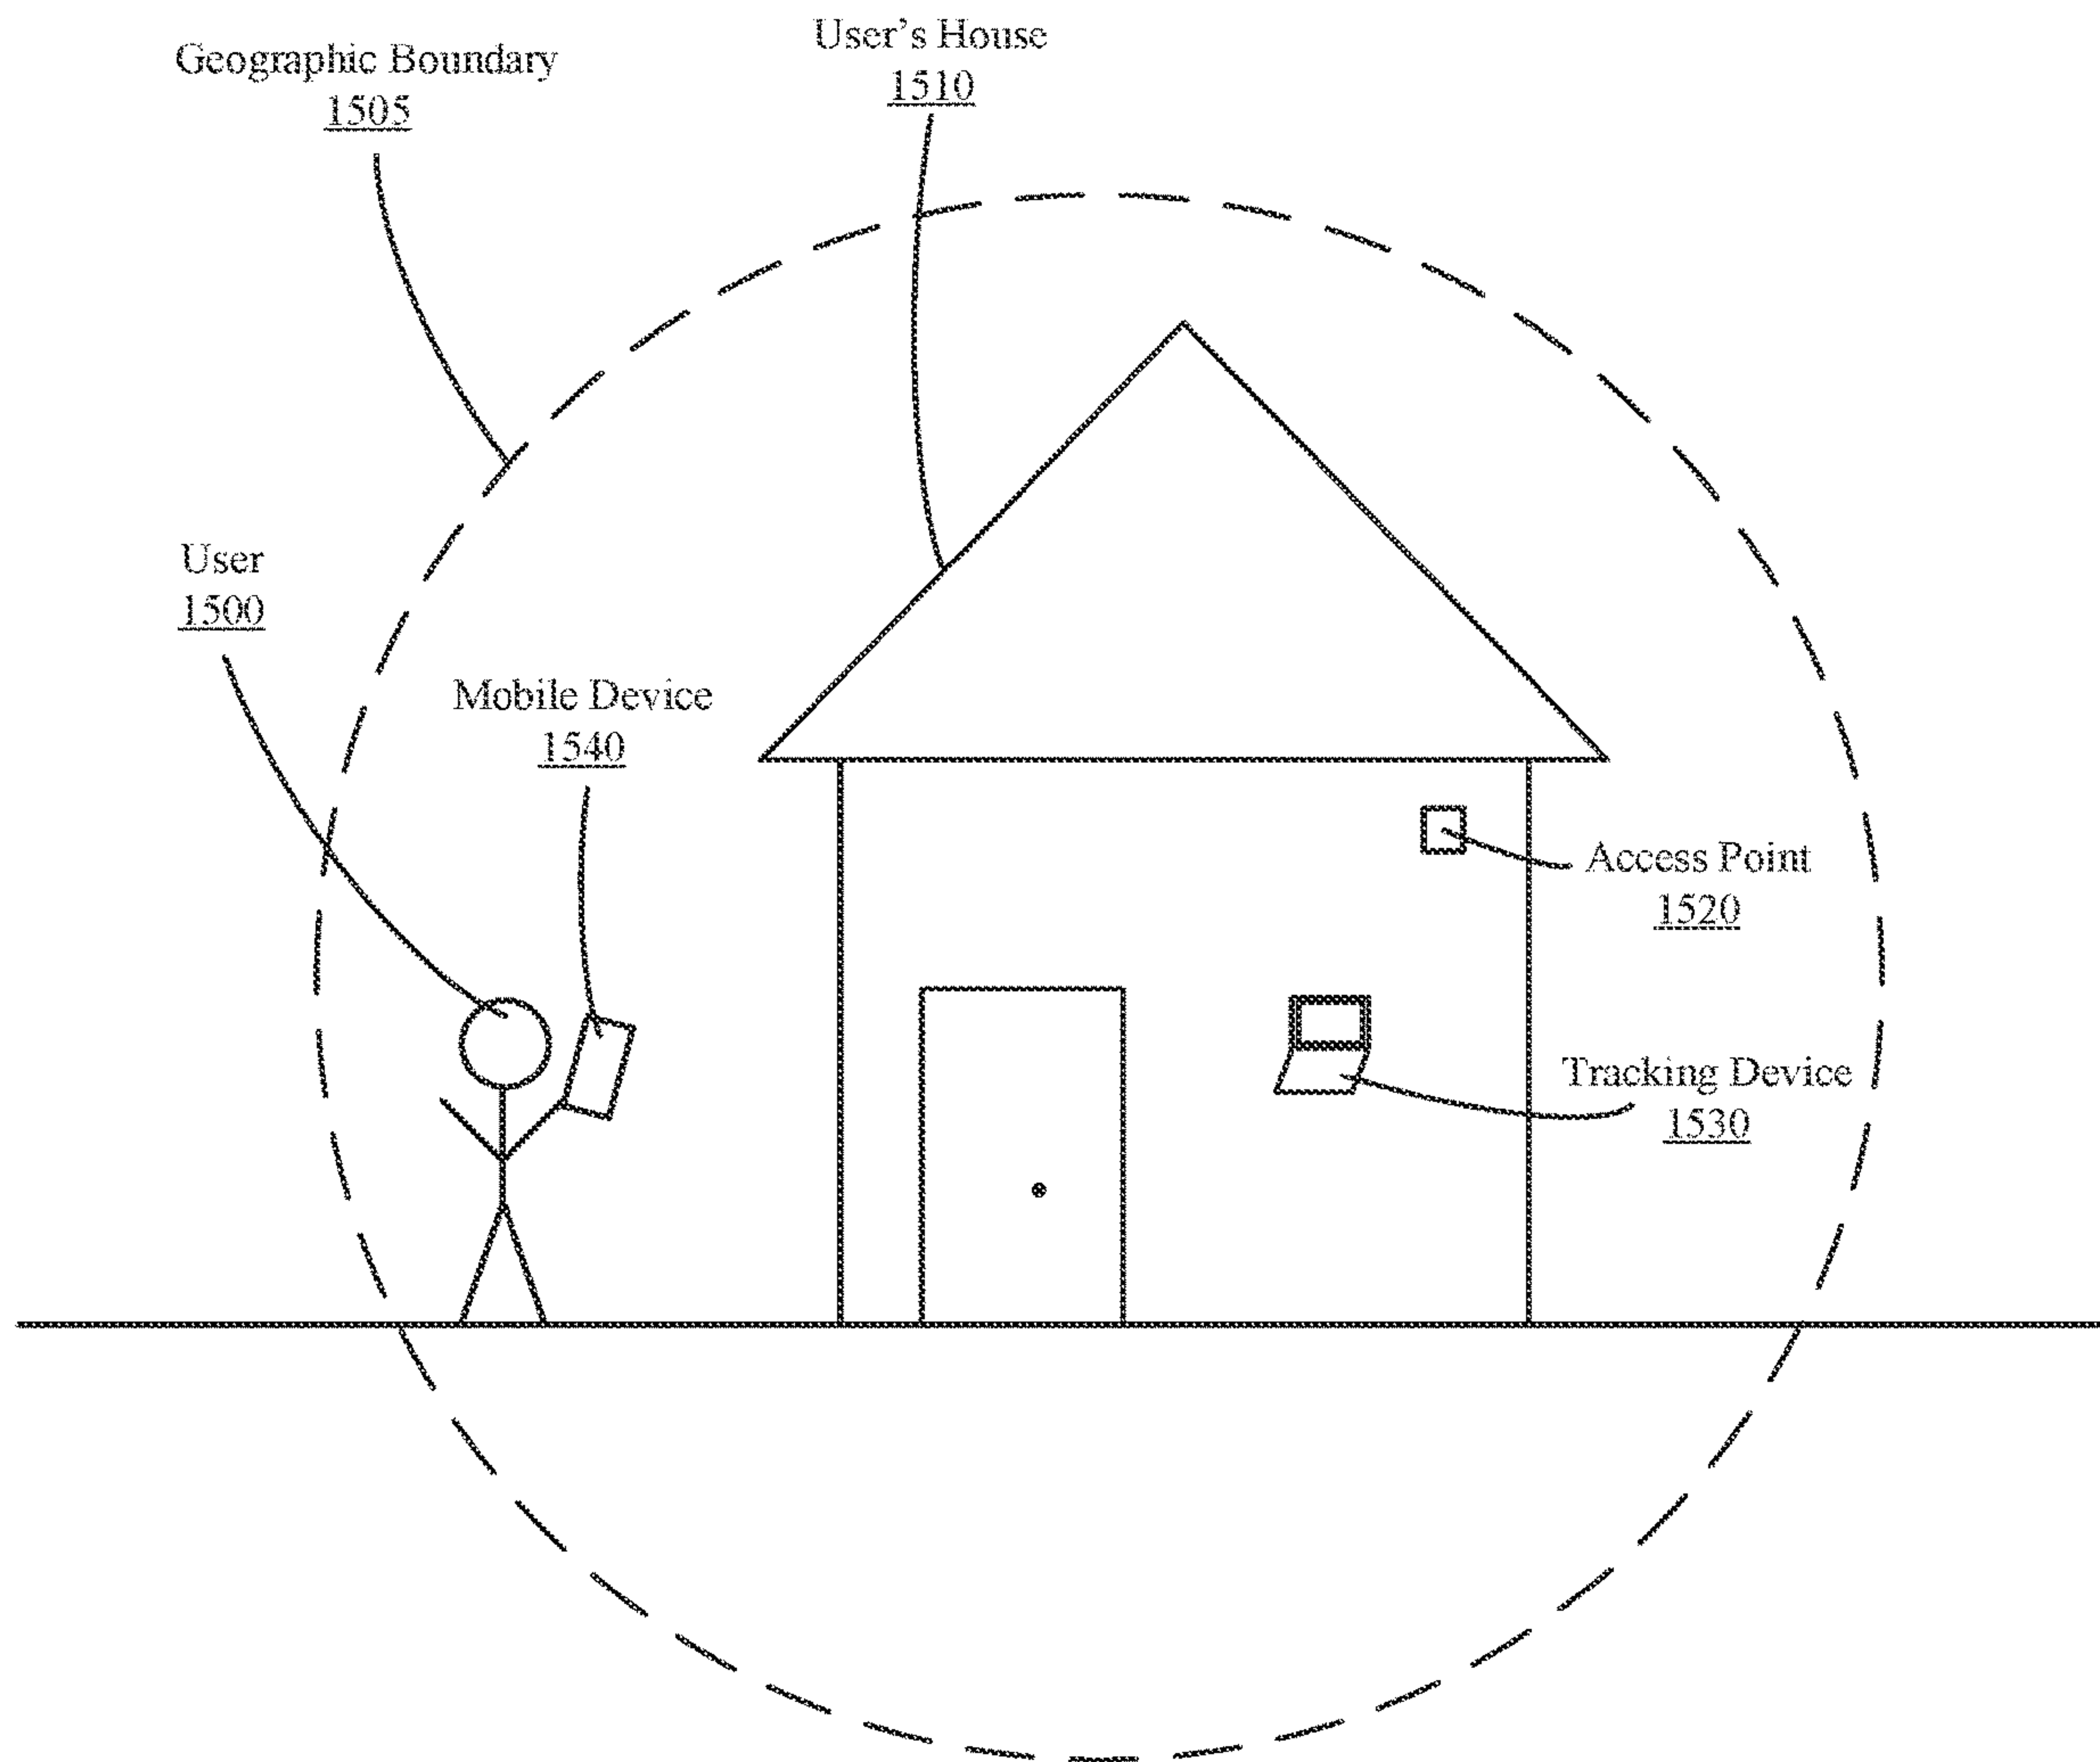 User's House
1510
Geographic Boundary
1505
User
1500
Mobile Device
1540
Access Point
1520
Tracking Device
1530